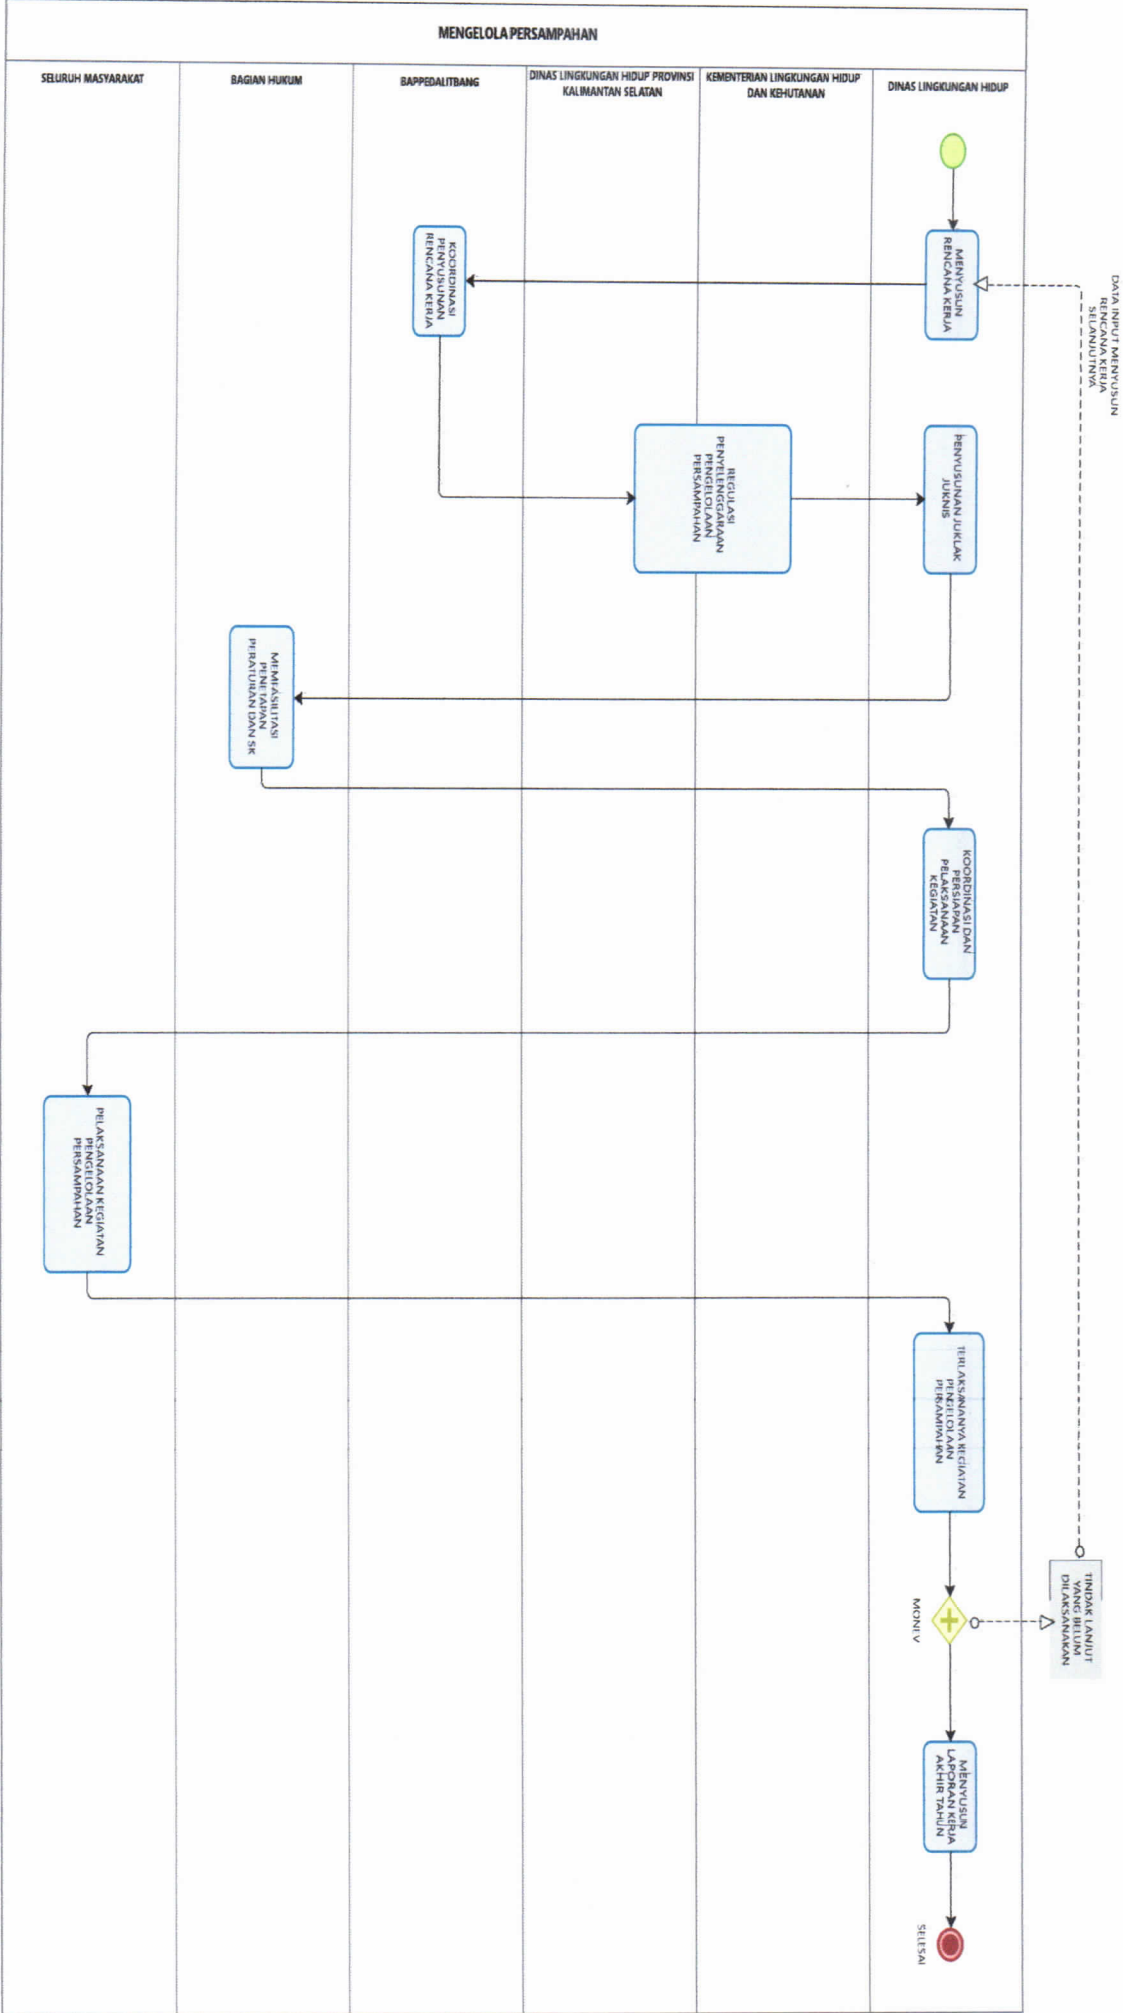 MENGELOLA PERSAMPAHAN
SELURUH MASYARAKAT
BAGIAN HUKUM
BAPPEDALITBANG
DINAS LINGKUNGAN HIDUP PROVINSI
KALIMANTAN SELATAN
KEMENTERIAN LINGKUNGAN HIDUP
DAN KEHUTANAN
DINAS LINGKUNGAN HIDUP
DATA INPUT MENYUSUN
RENCANA KERJA
SELANJUTNYA
MENYUSUN
RENCANA KERJA
KOORDINASI
PENYUSUNAN
RENCANA KERJA
REGULASI
PENYELENGGARAAN
PENGELOLAAN
PERSAMPAHAN
PENYUSUNAN JUKLAK
JUKNIS
MEMFASILITASI
PENETAPAN
PERATURAN DAN SK
KOORDINASI DAN
PERSIAPAN
PELAKSANAAN
KEGIATAN
PELAKSANAAN KEGIATAN
PENGELOLAAN
PERSAMPAHAN
TERLAKSANANYA KEGIATAN
PENGELOLAAN
PERSAMPAHAN
TINDAK LANJUT
YANG BELUM
DILAKSANAKAN
MONEV
MENYUSUN
LAPORAN KERJA
AKHIR TAHUN
SELESAI